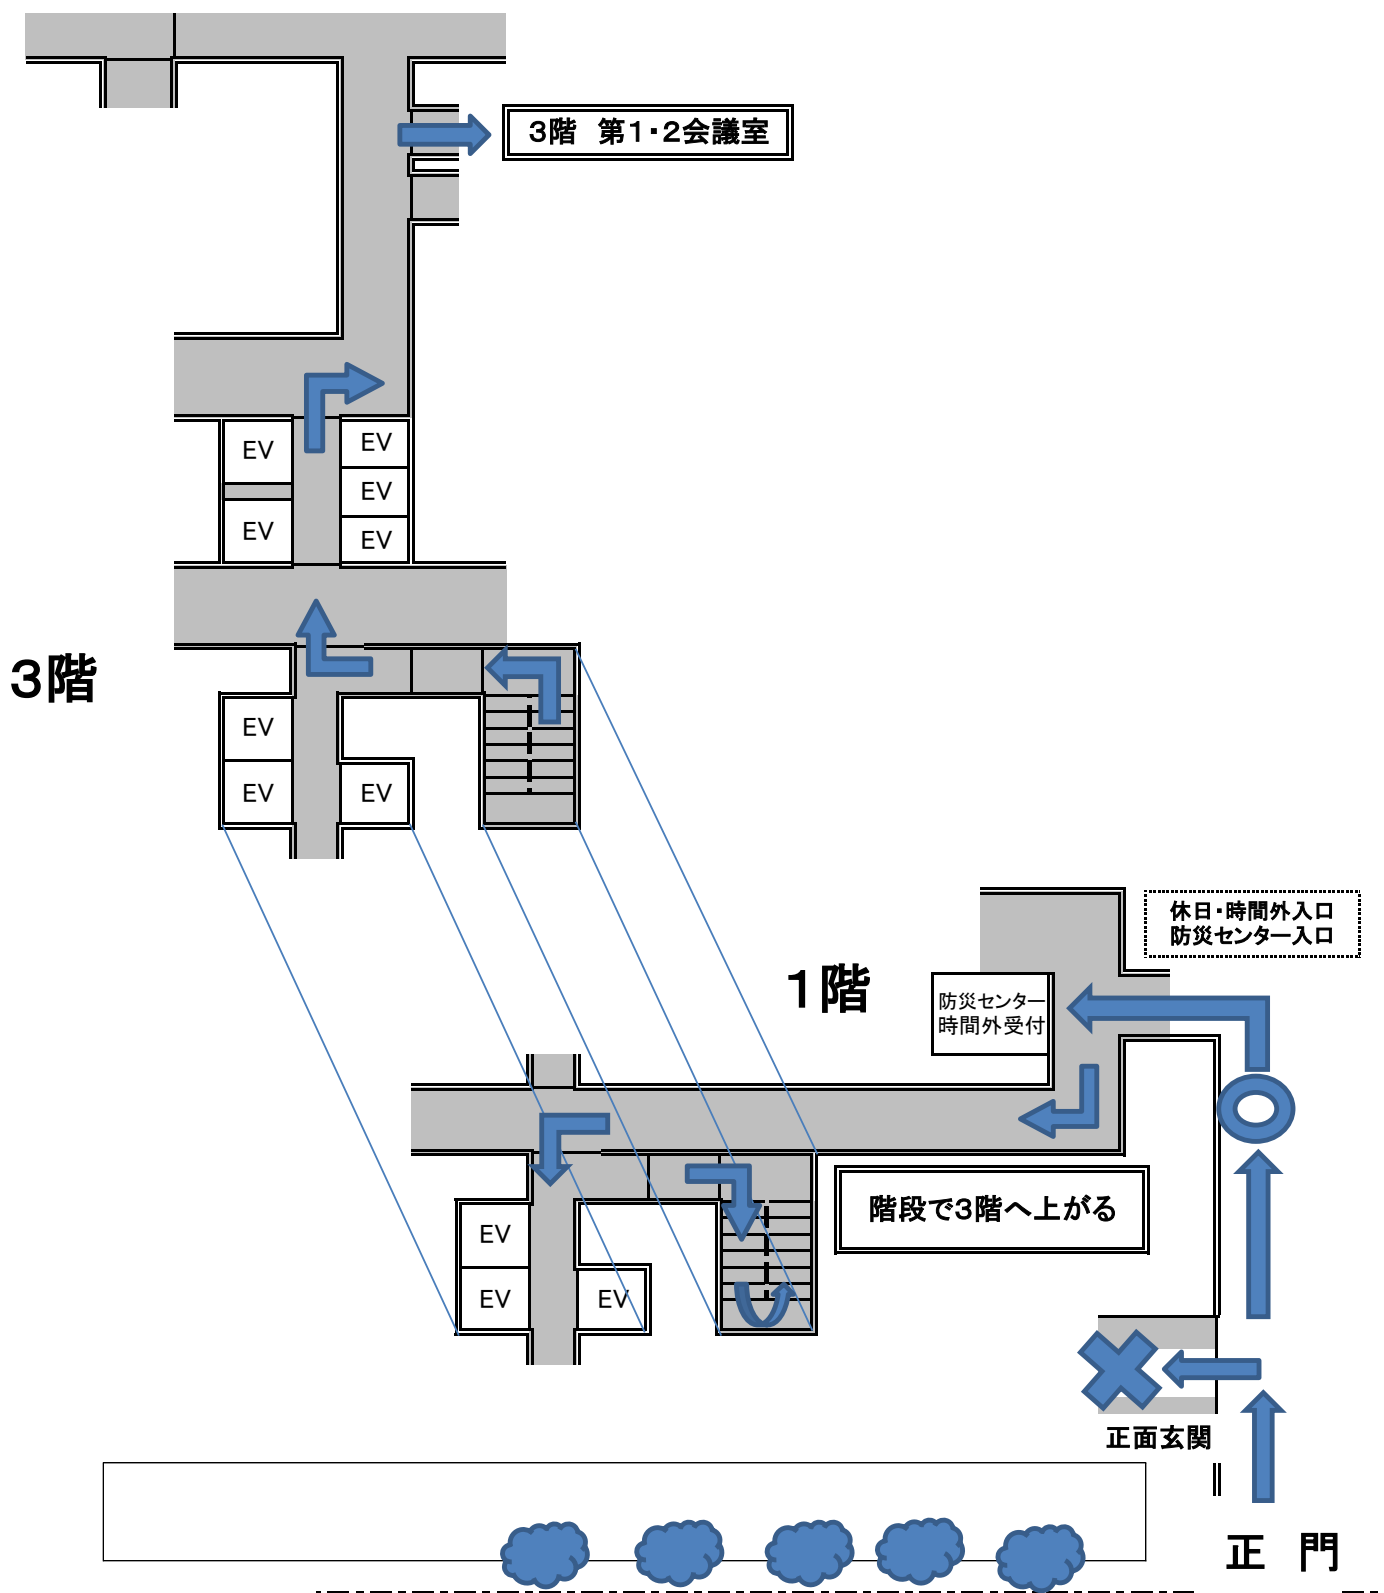 3階　第1・2会議室
EV
EV
EV
EV
EV
3階
EV
EV
EV
休日・時間外入口
防災センター入口
1階
防災センター
時間外受付
階段で3階へ上がる
EV
EV
EV
正面玄関
正　門